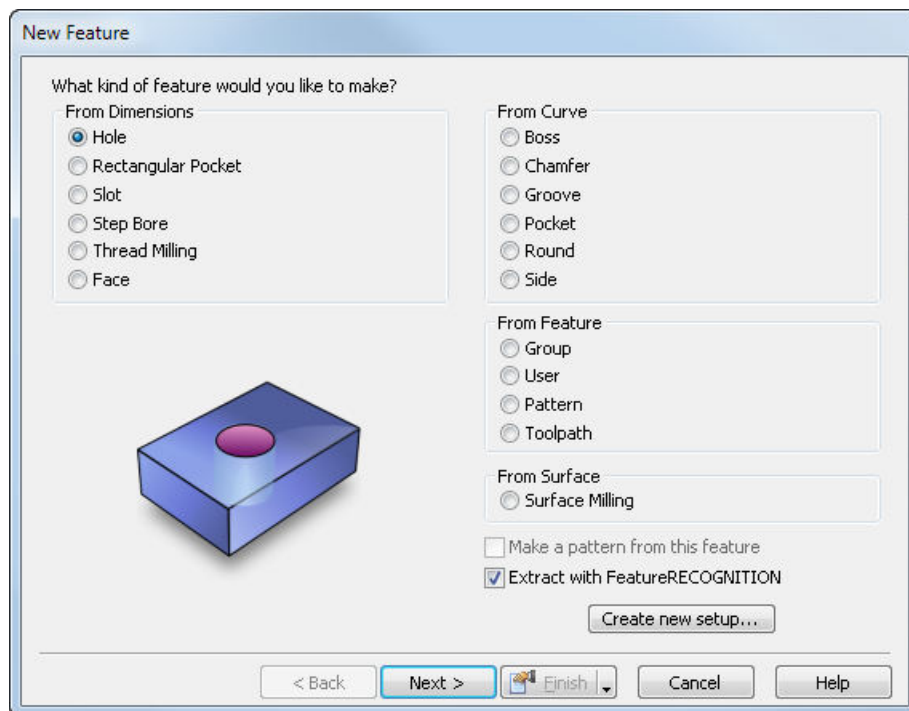 New Feature
What kind of feature would you like to make?
From Dimensions
Hole
Rectangular Pocket
Slot
Step Bore
Thread Milling
Face
From Curve
Boss
Chamfer
Groove
Pocket
Round
Side
From Feature
Group
User
Pattern
Toolpath
From Surface
Surface Milling
Make a pattern from this feature
Extract with FeatureRECOGNITION
Create new setup...
< Back
Next >
Finish
Cancel
Help